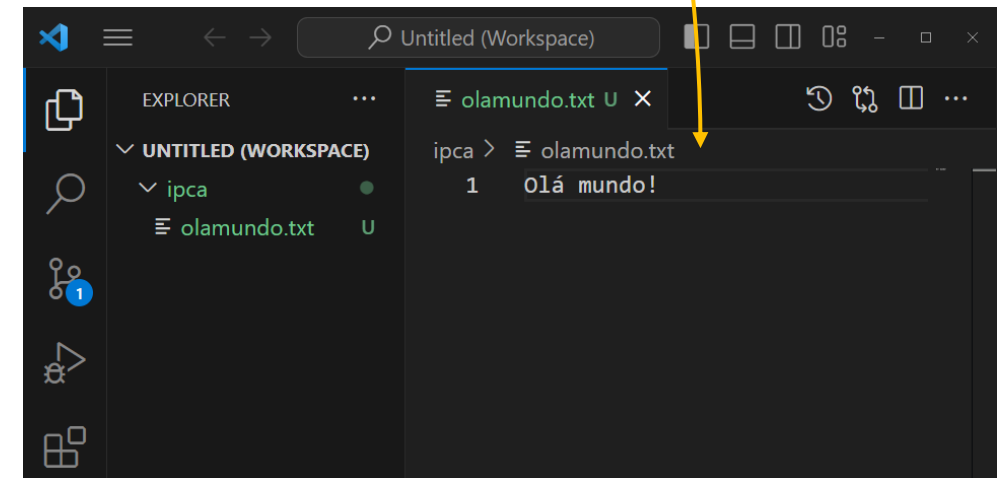 Untitled (Workspace)
EXPLORER
UNTITLED (WORKSPACE)
ipca
olamundo.txt U
1
olamundo.txt U
ipca > olamundo.txt
1 Olá mundo!